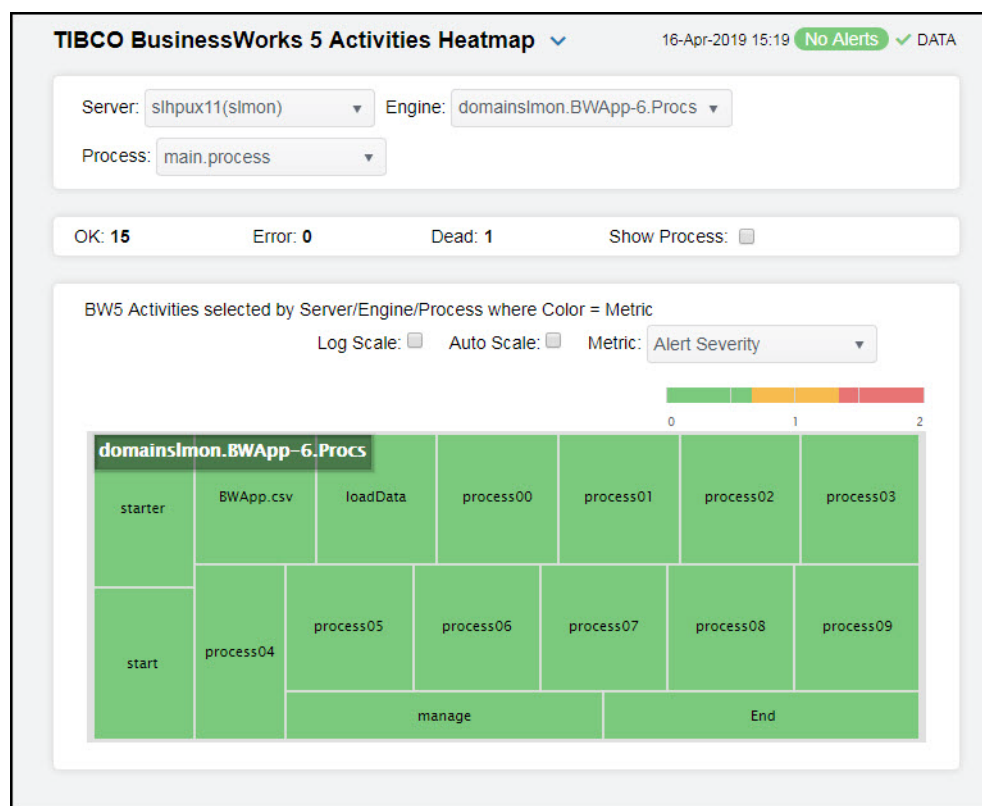 TIBCO BusinessWorks 5 Activities Heatmap 16-Apr-2019 15:19 No Alerts DATA
Server: slhpux11(slmon) Engine: domainslmon.BWApp-6.Procs
Process: main.process
OK: 15 Error: 0 Dead: 1 Show Process:
BW5 Activities selected by Server/Engine/Process where Color = Metric
Log Scale: Auto Scale: Metric: Alert Severity
0 1 2
domainslmon.BWApp-6.Procs
starter BWApp.csv loadData process00 process01 process02 process03
start process04 process05 process06 process07 process08 process09
manage End